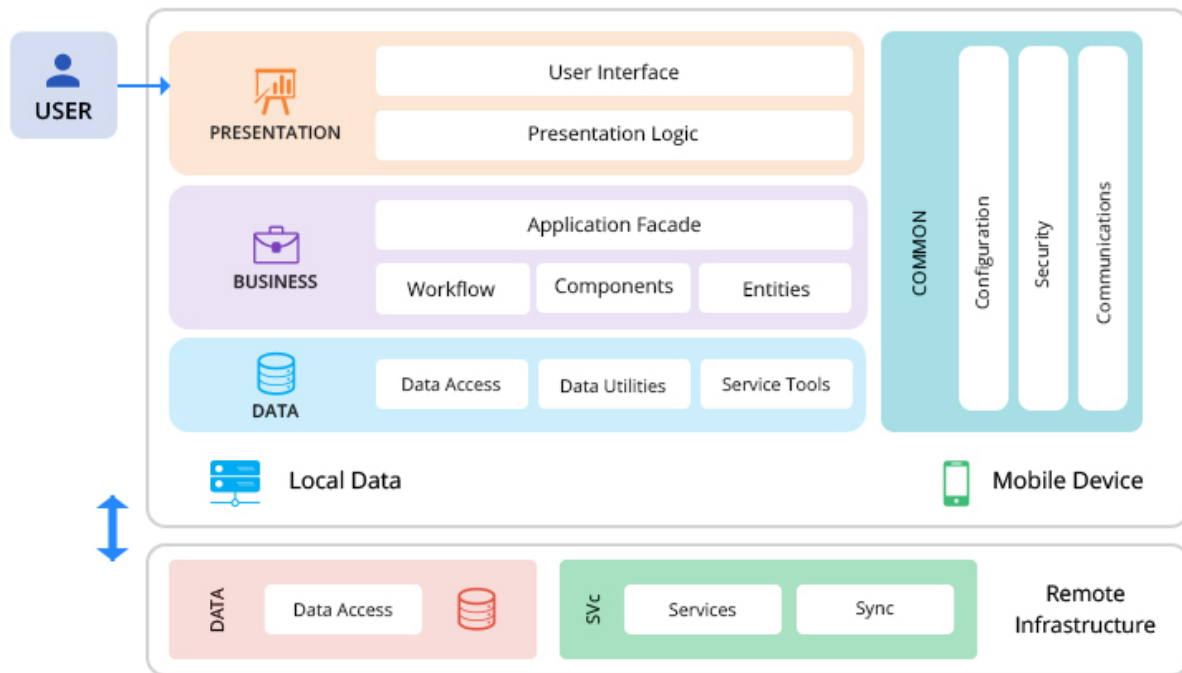 USER
PRESENTATION
User Interface
Presentation Logic
BUSINESS
Application Facade
Workflow
Components
Entities
DATA
Data Access
Data Utilities
Service Tools
COMMON
Configuration
Security
Communications
Local Data
Mobile Device
DATA
Data Access
SVc
Services
Sync
Remote
Infrastructure